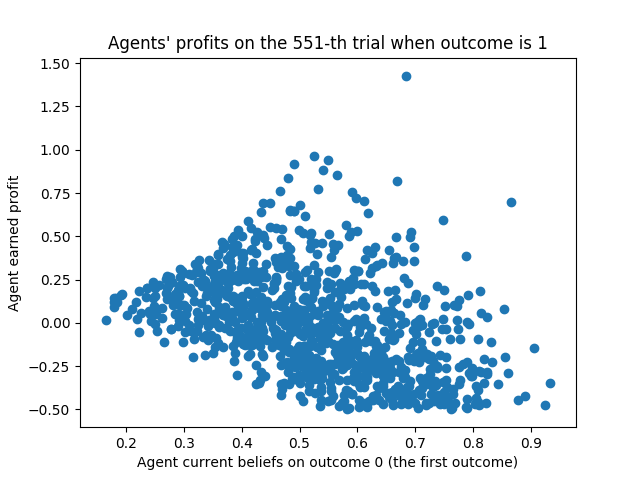 Agents' profits on the 551-th trial when outcome is 1
1.50
1.25
1.00
0.75
0.50
0.25
0.00
−0.25
−0.50
Agent earned profit
0.2 0.3 0.4 0.5 0.6 0.7 0.8 0.9
Agent current beliefs on outcome 0 (the first outcome)